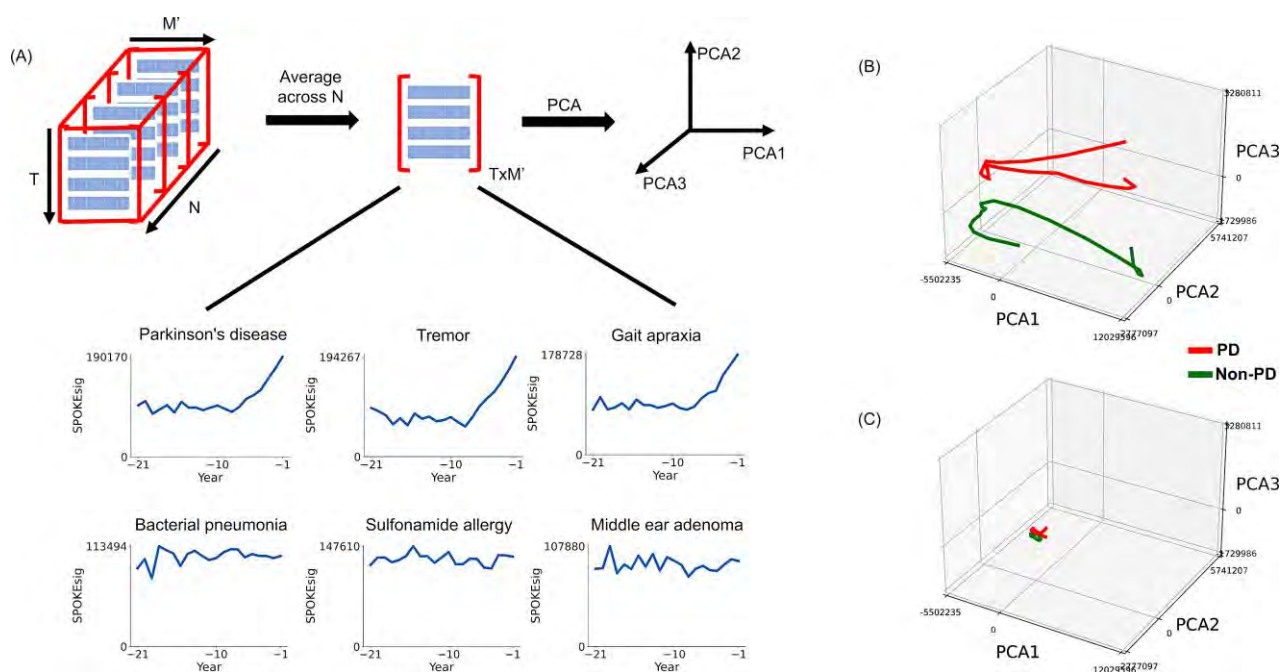 (A)
M'
T
N
Average
across N
TxM'
PCA
PCA2
PCA1
PCA3
Parkinson's disease
190170
SPOKEsig
0
−21
−10
−1
Year
Tremor
194267
SPOKEsig
0
−21
−10
−1
Year
Gait apraxia
178728
SPOKEsig
0
−21
−10
−1
Year
Bacterial pneumonia
113494
SPOKEsig
0
−21
−10
−1
Year
Sulfonamide allergy
147610
SPOKEsig
0
−21
−10
−1
Year
Middle ear adenoma
107880
SPOKEsig
0
−21
−10
−1
Year
(B)
3280811
PCA3
0
5741207
PCA2
0
-5502235
0
PCA1
12029596
PD
Non-PD
(C)
3280811
PCA3
0
5741207
PCA2
0
-5502235
0
PCA1
12029596